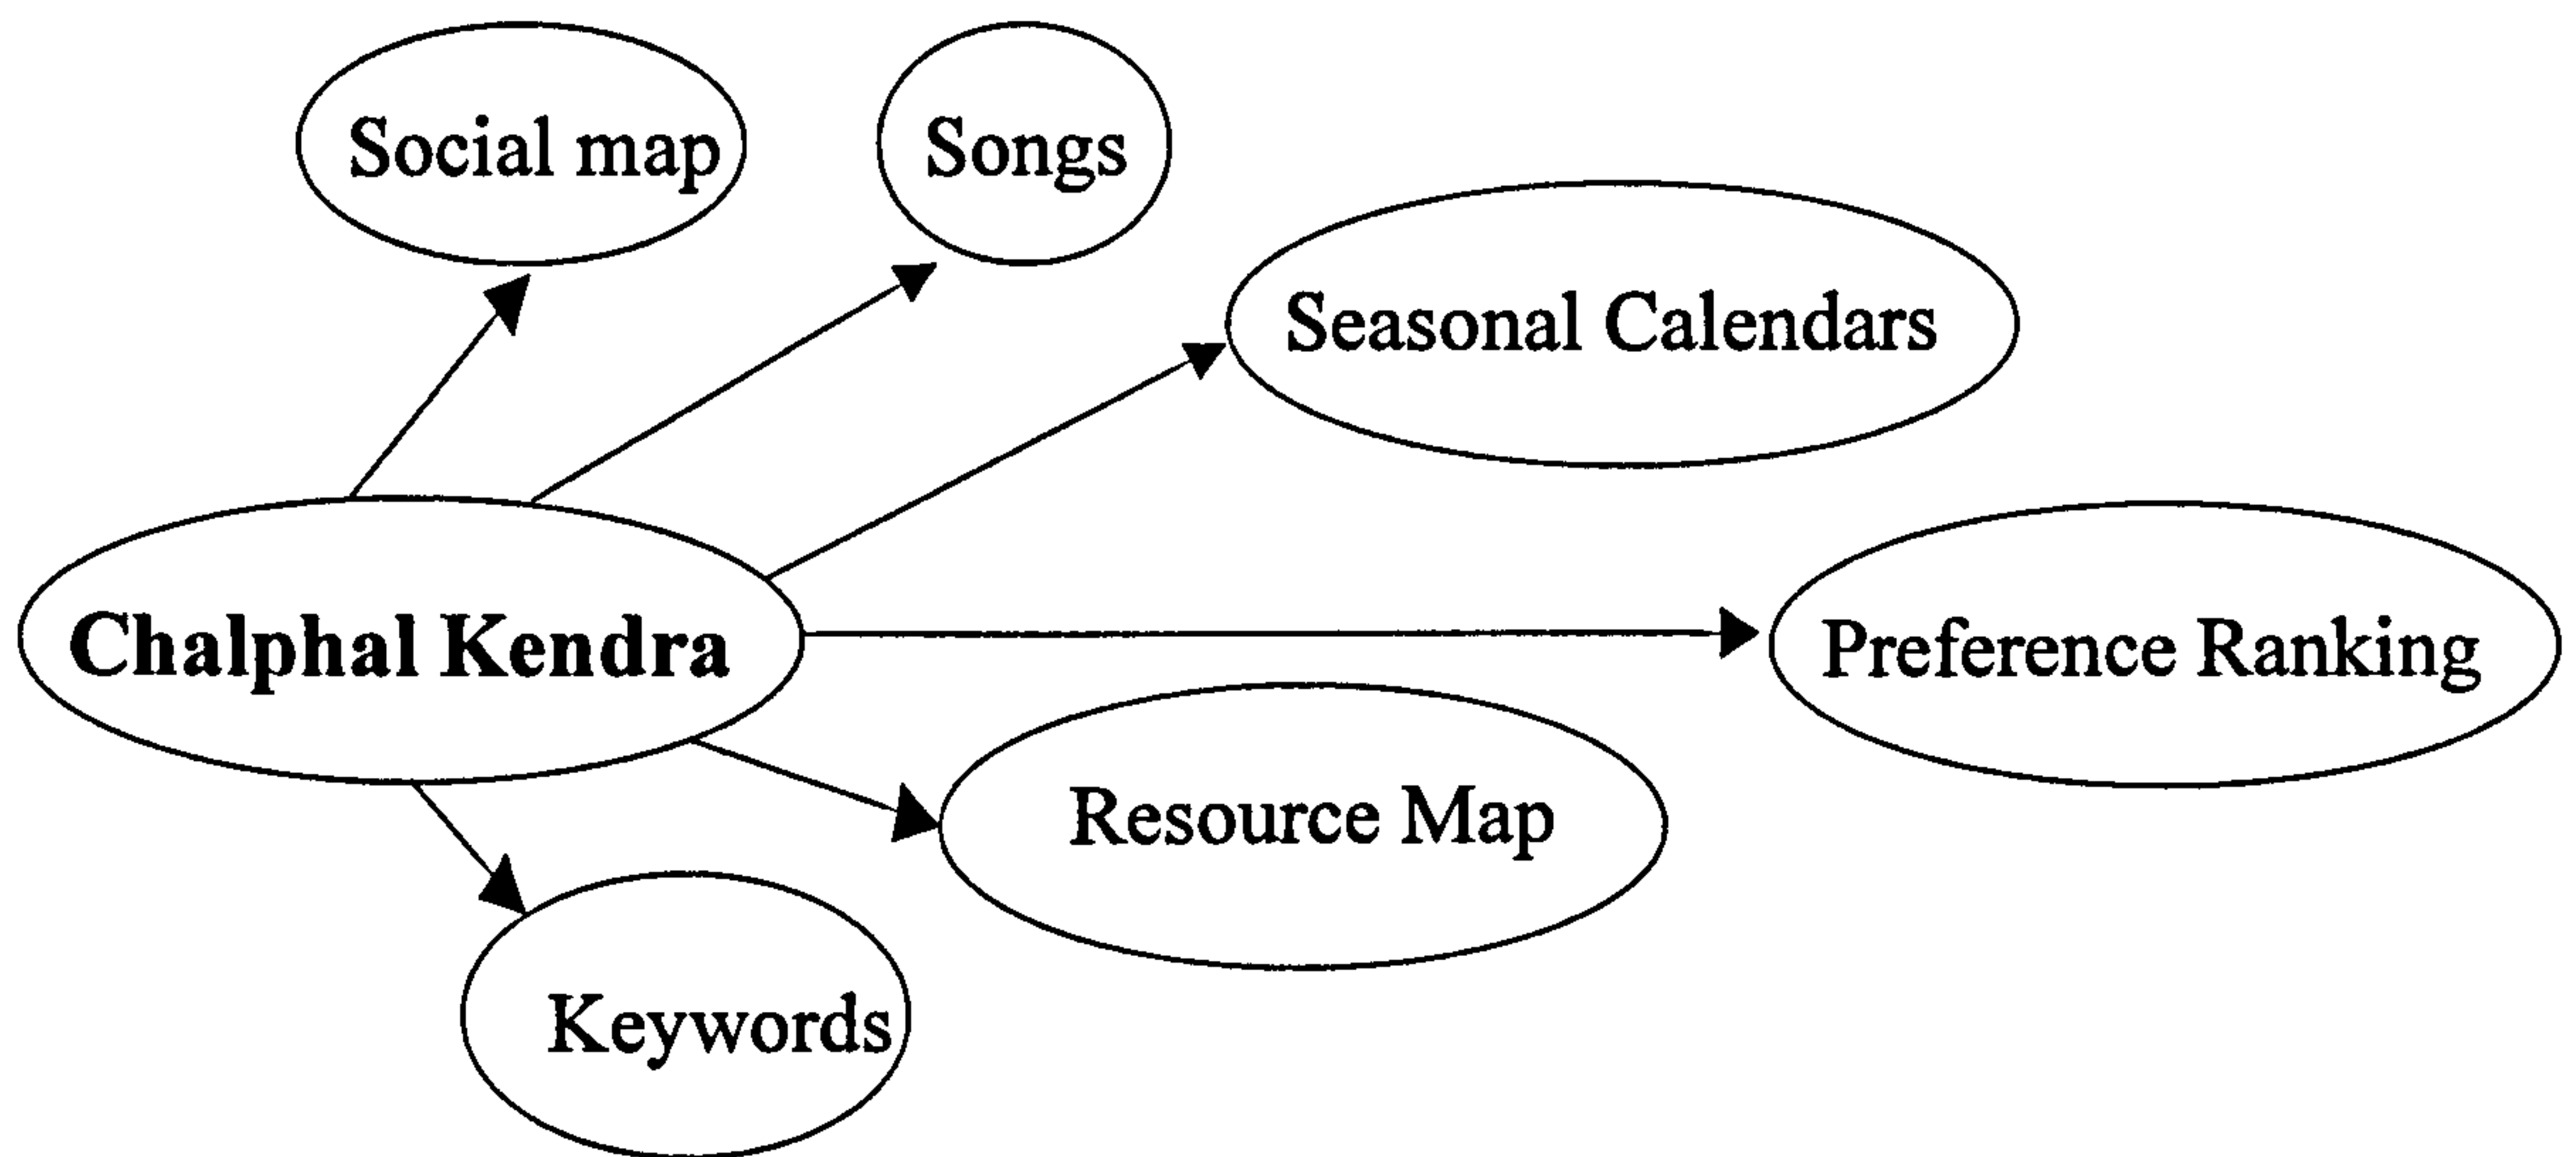 Social map
Songs
Seasonal Calendars
Chalphal Kendra
Preference Ranking
Resource Map
Keywords